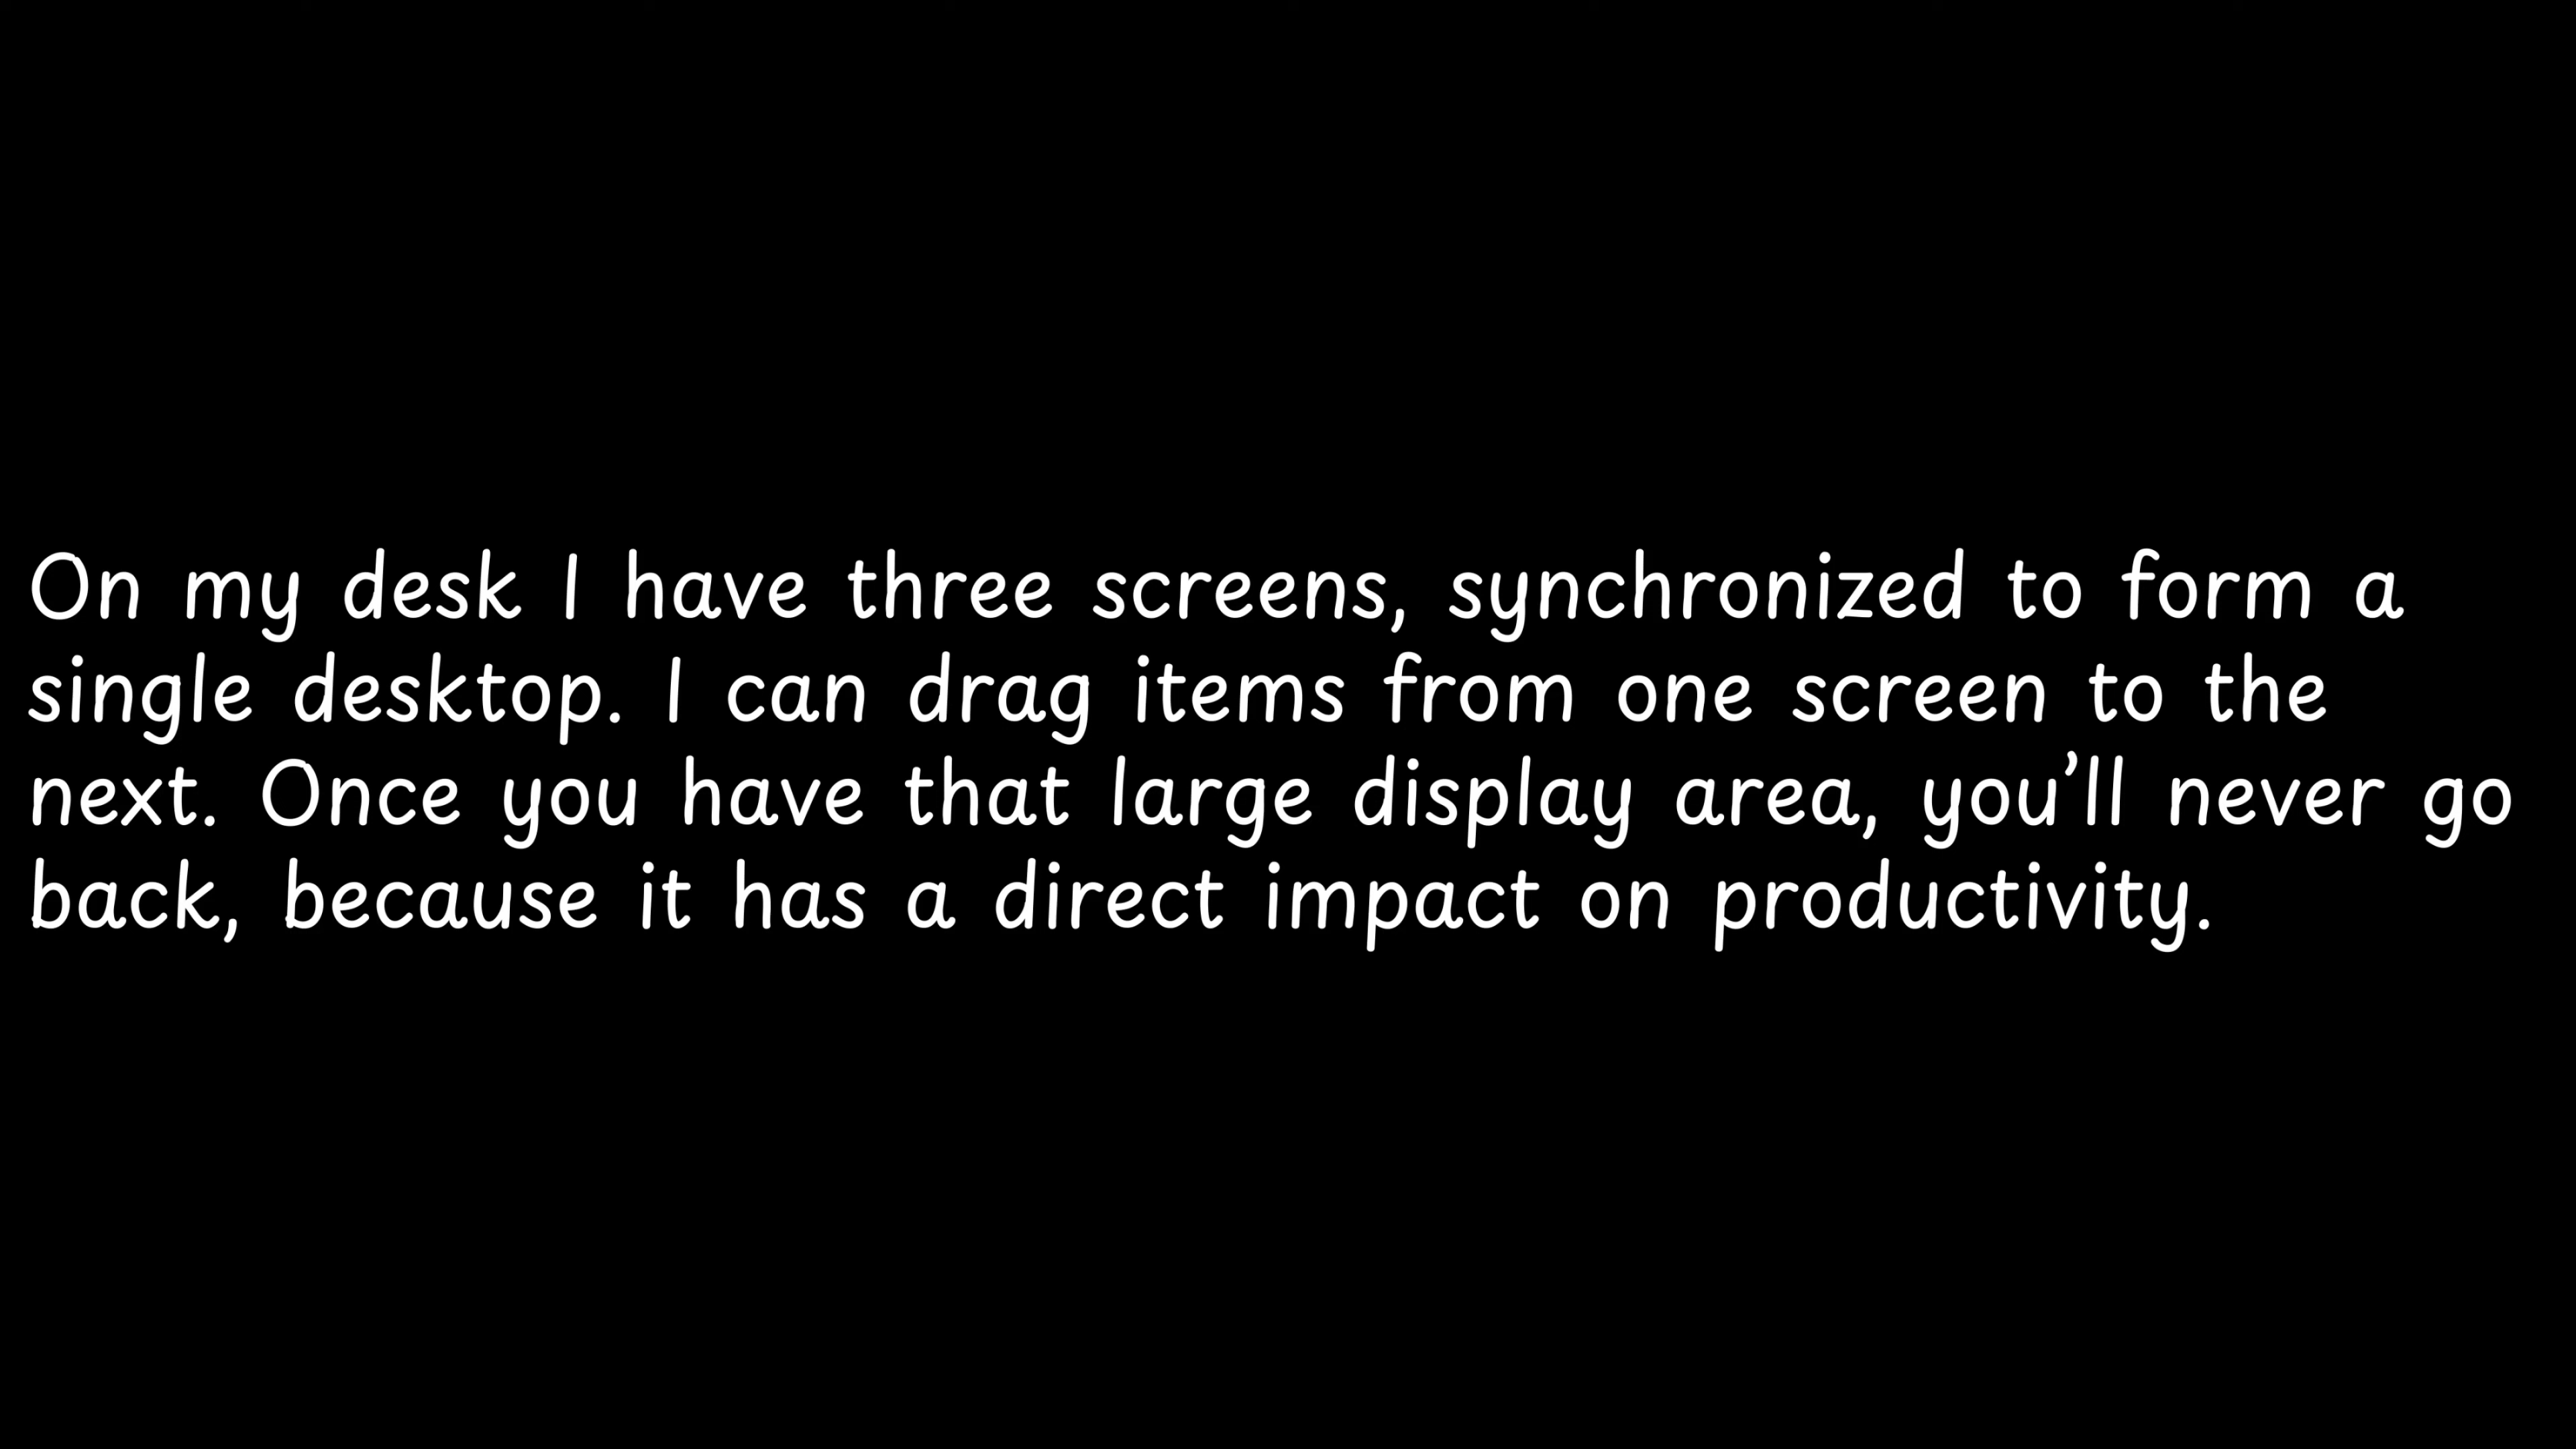 On my desk I have three screens, synchronized to form a
single desktop. I can drag items from one screen to the
next. Once you have that large display area, you’ll never go
back, because it has a direct impact on productivity.